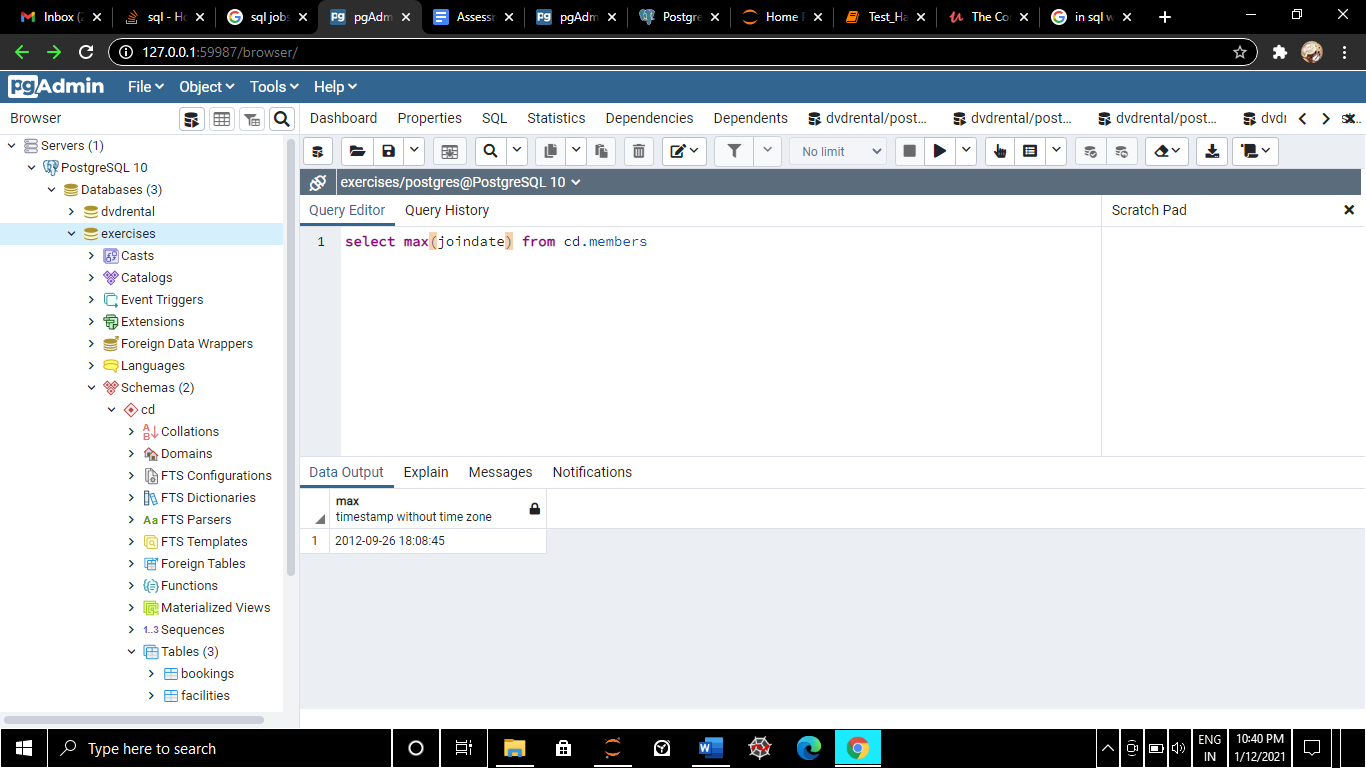 Inbox (2
sql - Ho
sql jobs
pgAdm
Assessm
pgAdm
Postgre
Home P
Test_Ha
The Con
in sql w
127.0.0.1:59987/browser/
pgAdmin File Object Tools Help
Browser
Dashboard Properties SQL Statistics Dependencies Dependents dvdrental/post... dvdrental/post... dvdrental/post...
No limit
exercises/postgres@PostgreSQL 10
Query Editor Query History
Scratch Pad
1 select max(joindate) from cd.members
Servers (1)
PostgreSQL 10
Databases (3)
dvdrental
exercises
Casts
Catalogs
Event Triggers
Extensions
Foreign Data Wrappers
Languages
Schemas (2)
cd
Collations
Domains
FTS Configurations
FTS Dictionaries
FTS Parsers
FTS Templates
Foreign Tables
Functions
Materialized Views
1..3 Sequences
Tables (3)
bookings
facilities
Data Output Explain Messages Notifications
max
timestamp without time zone
1 2012-09-26 18:08:45
Type here to search
ENG
IN
10:40 PM
1/12/2021